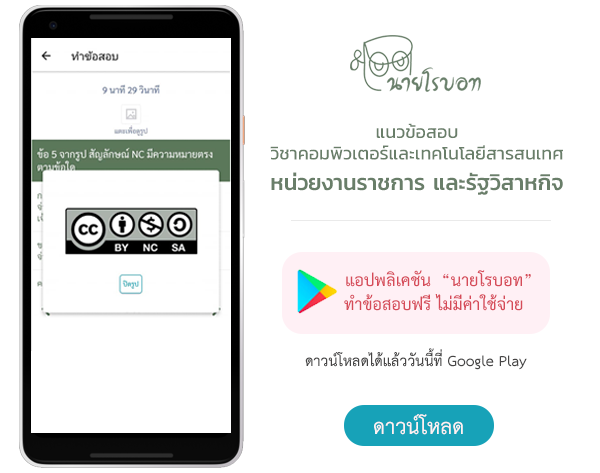 ทำข้อสอบ
9 นาที 29 วินาที
แตะเพื่อดูรูป
ข้อ 5 จากรูป สัญลักษณ์ NC มีความหมายตรง
ตามข้อใด
cc
BY NC SA
ปิดรูป
นายโรบอท
แนวข้อสอบ
วิชาคอมพิวเตอร์และเทคโนโลยีสารสนเทศ
หน่วยงานราชการ และรัฐวิสาหกิจ
แอปพลิเคชัน “นายโรบอท”
ทำข้อสอบฟรี ไม่มีค่าใช้จ่าย
ดาวน์โหลดได้แล้ววันนี้ที่ Google Play
ดาวน์โหลด